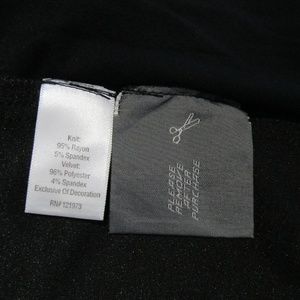 Knit:
95% Rayon
5% Spandex
Velvet:
96% Polyester
4% Spandex
Exclusive Of Decoration
RN# 121973
PLEASE
REMOVE
AFTER
PURCHASE